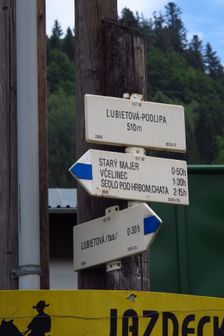 ĽUBIETOVÁ-PODLIPA
510m
STARÝ MAJER 0·50h
VČELINEC 1·30h
SEDLO POD HRBOM,CHATA 2·15h
ĽUBIETOVÁ /bus/ 0·30h
JAZDECK